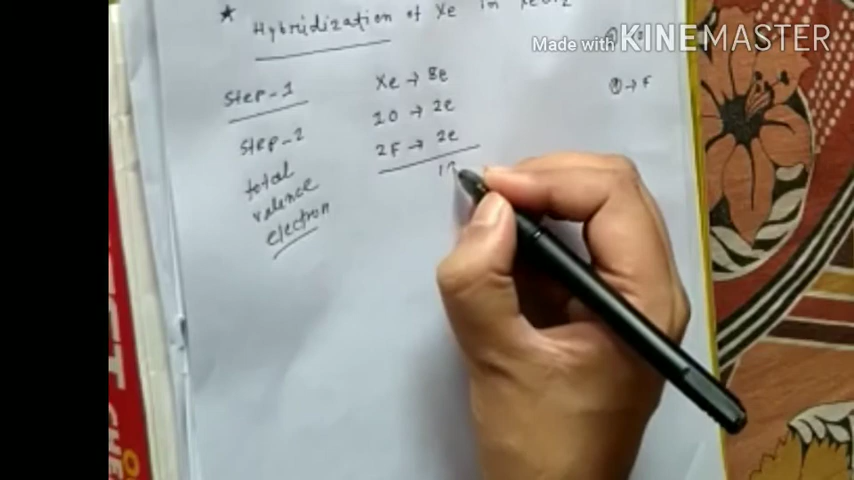 ★ Hybridization of Xe in
Made with KINEMASTER
Step-1 Xe → 8e
Step-2 2O → 2e
2F → 2e
total
valence
electron
→ F